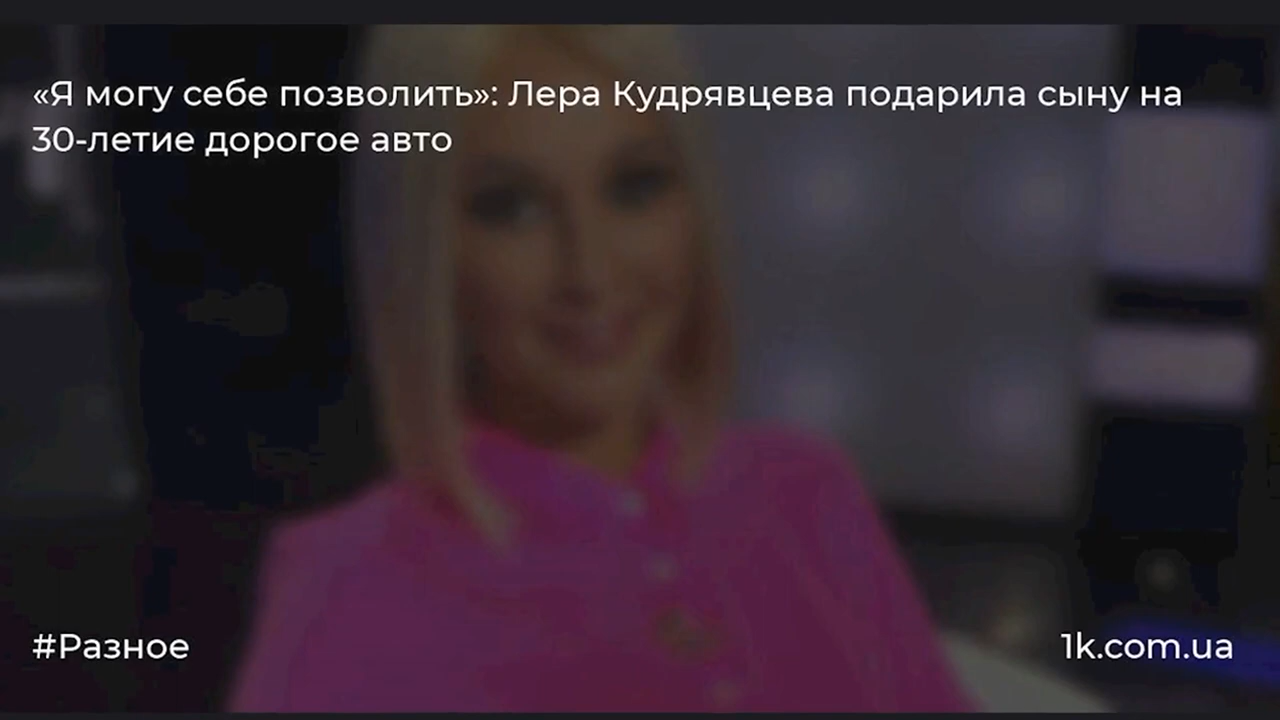 «Я могу себе позволить»: Лера Кудрявцева подарила сыну на
30-летие дорогое авто
#Разное
1k.com.ua